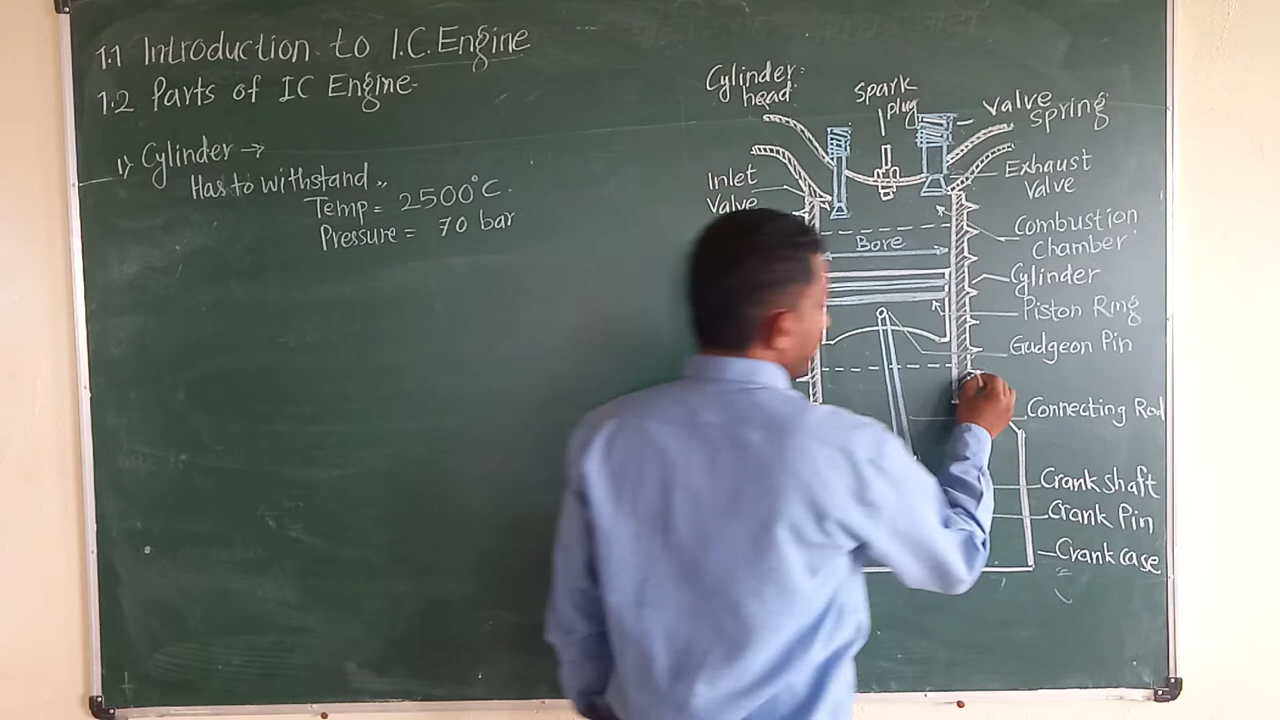 1.1 Introduction to I.C. Engine
1.2 Parts of IC Engine
1) Cylinder →
Has to withstand
Temp = 2500°C.
Pressure = 70 bar
Cylinder
head
spark
plug
Valve
spring
Inlet
Valve
Exhaust
Valve
Bore
Combustion
Chamber
Cylinder
Piston Ring
Gudgeon Pin
Connecting Rod
Crank shaft
Crank Pin
Crank case